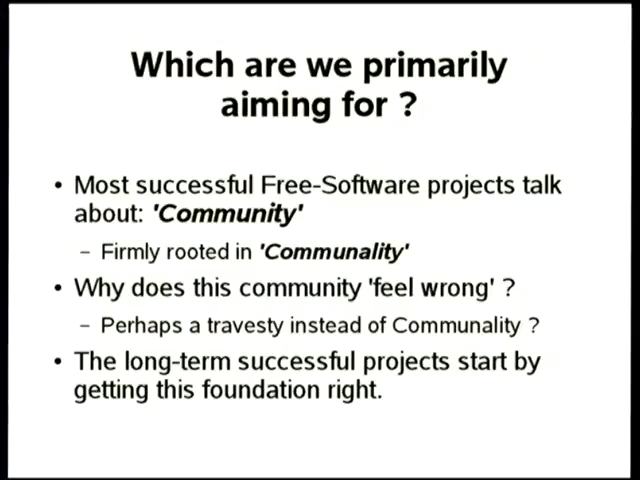 Which are we primarily
aiming for ?
• Most successful Free-Software projects talk
about: 'Community'
– Firmly rooted in 'Communality'
• Why does this community 'feel wrong' ?
– Perhaps a travesty instead of Communality ?
• The long-term successful projects start by
getting this foundation right.